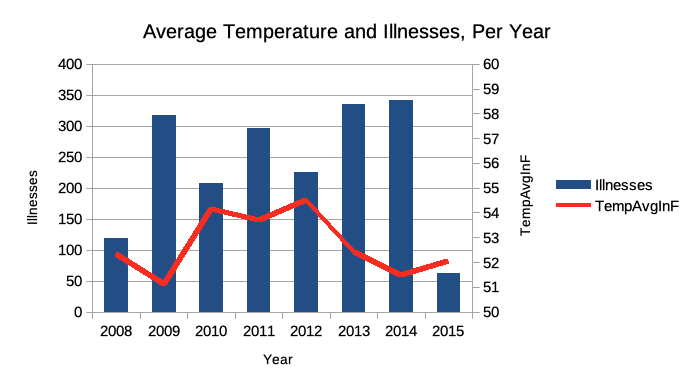 Average Temperature and Illnesses, Per Year
400
350
300
250
200
150
100
50
0
Illnesses
60
59
58
57
56
55
54
53
52
51
50
TempAvgInF
2008 2009 2010 2011 2012 2013 2014 2015
Year
Illnesses
TempAvgInF